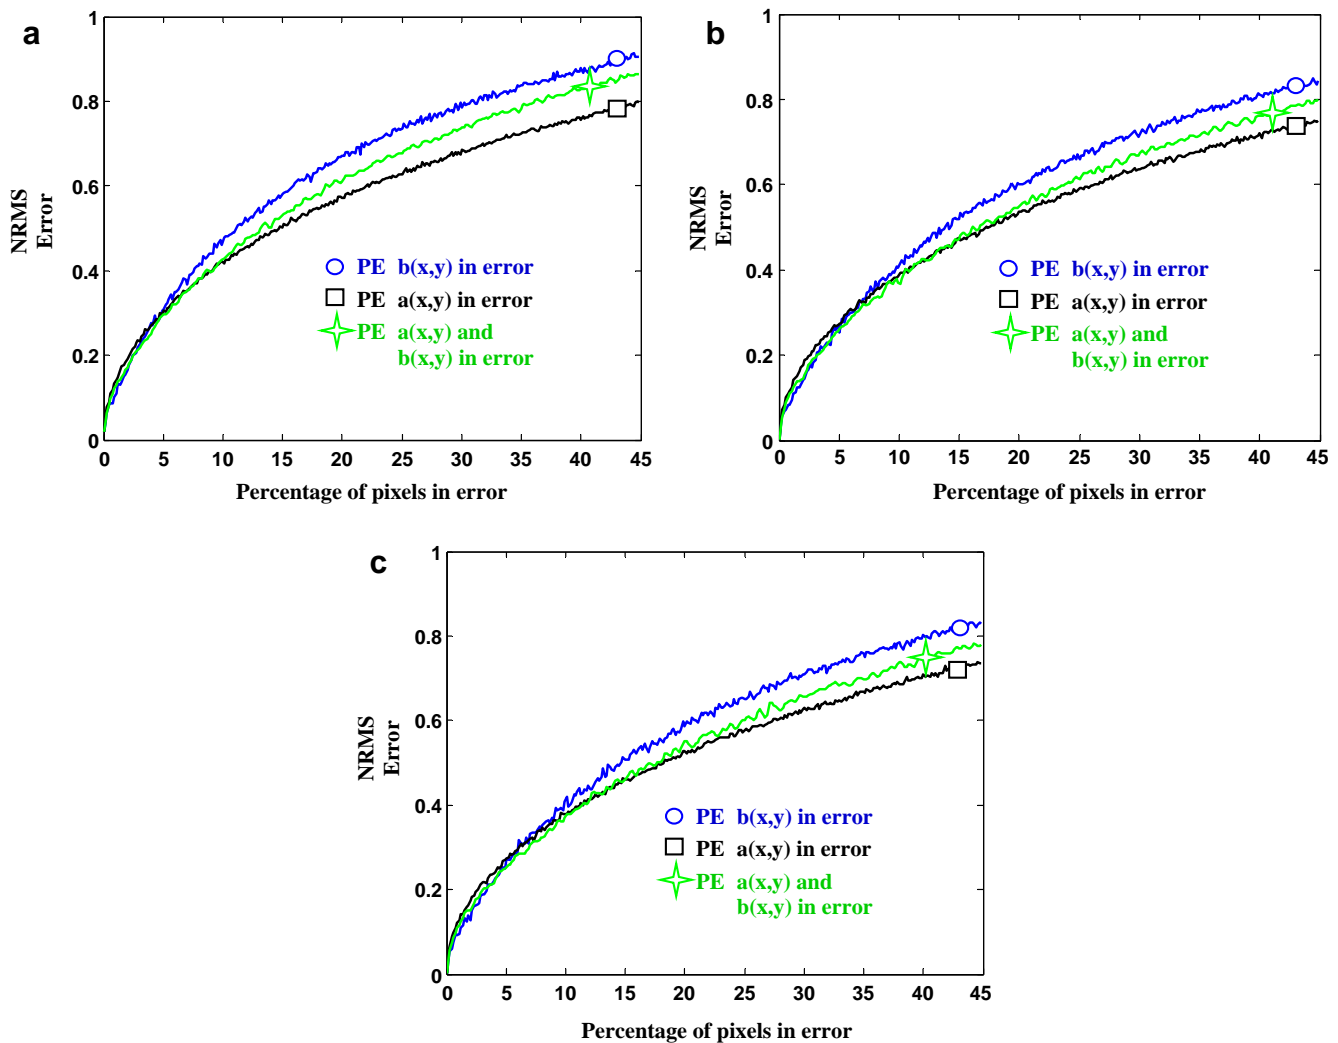 a
1
0.8
0.6
0.4
0.2
0
0 5 10 15 20 25 30 35 40 45
NRMS
Error
PE b(x,y) in error
PE a(x,y) in error
PE a(x,y) and
b(x,y) in error
Percentage of pixels in error
b
1
0.8
0.6
0.4
0.2
0
0 5 10 15 20 25 30 35 40 45
NRMS
Error
PE b(x,y) in error
PE a(x,y) in error
PE a(x,y) and
b(x,y) in error
Percentage of pixels in error
c
1
0.8
0.6
0.4
0.2
0
0 5 10 15 20 25 30 35 40 45
NRMS
Error
PE b(x,y) in error
PE a(x,y) in error
PE a(x,y) and
b(x,y) in error
Percentage of pixels in error